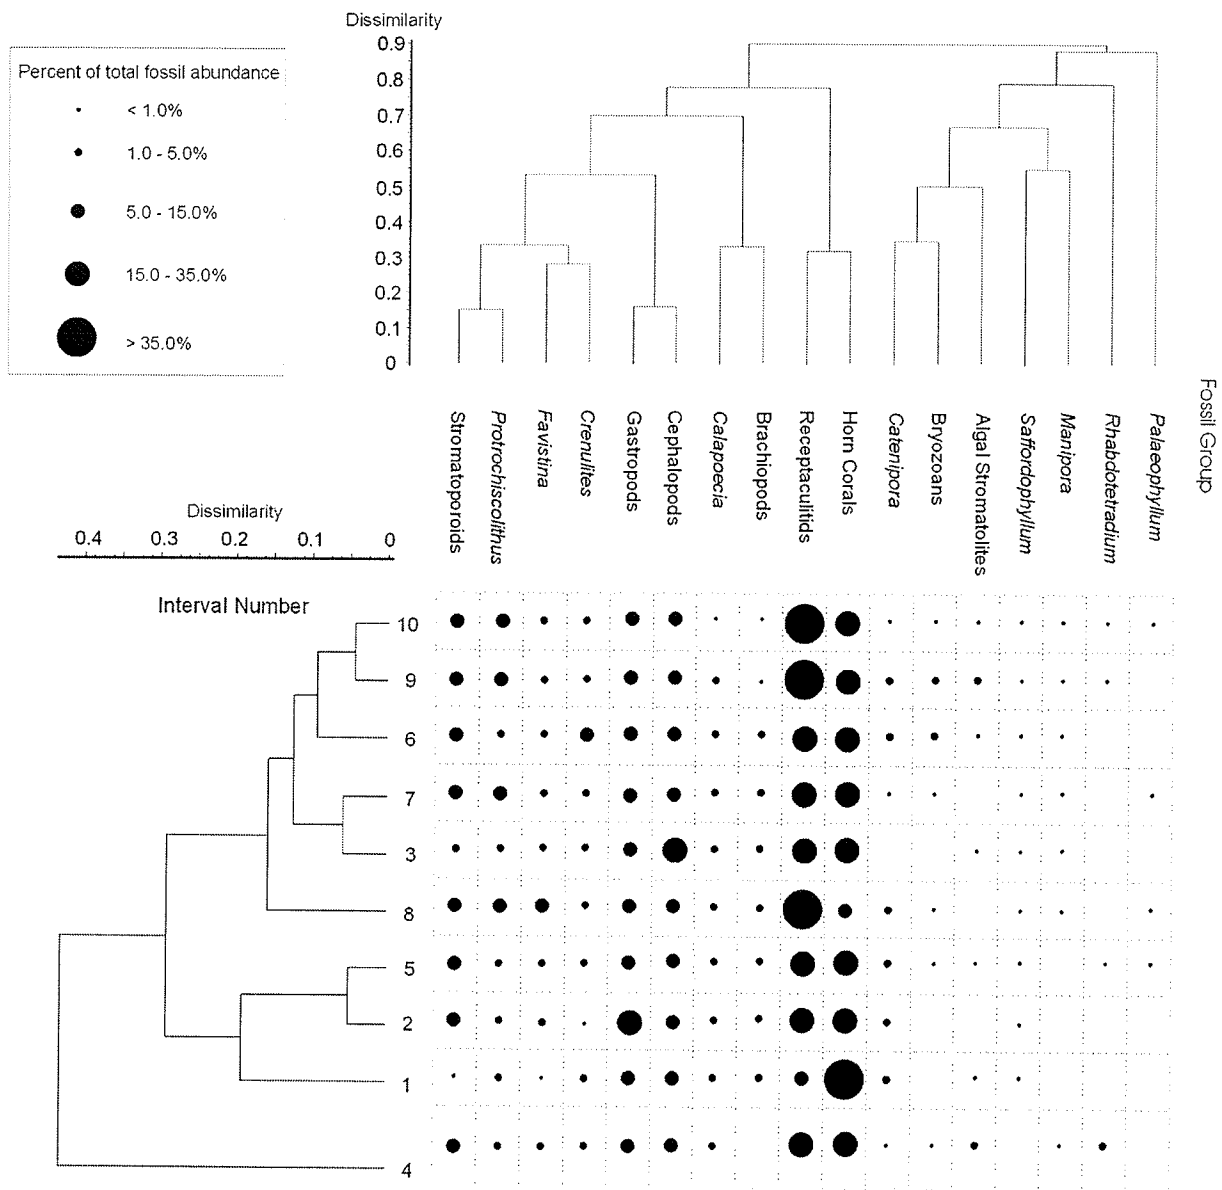 Dissimilarity
0.9
0.8
0.7
0.6
0.5
0.4
0.3
0.2
0.1
0
Percent of total fossil abundance
< 1.0%
1.0 - 5.0%
5.0 - 15.0%
15.0 - 35.0%
> 35.0%
Fossil Group
Stromatoporoids
Protrochiscolithus
Favistina
Crenulites
Gastropods
Cephalopods
Calapoecia
Brachiopods
Receptaculitids
Horn Corals
Catenipora
Bryozoans
Algal Stromatolites
Saffordophyllum
Manipora
Rhabdotetradium
Palaeophyllum
Dissimilarity
0.4 0.3 0.2 0.1 0
Interval Number
10
9
6
7
3
8
5
2
1
4